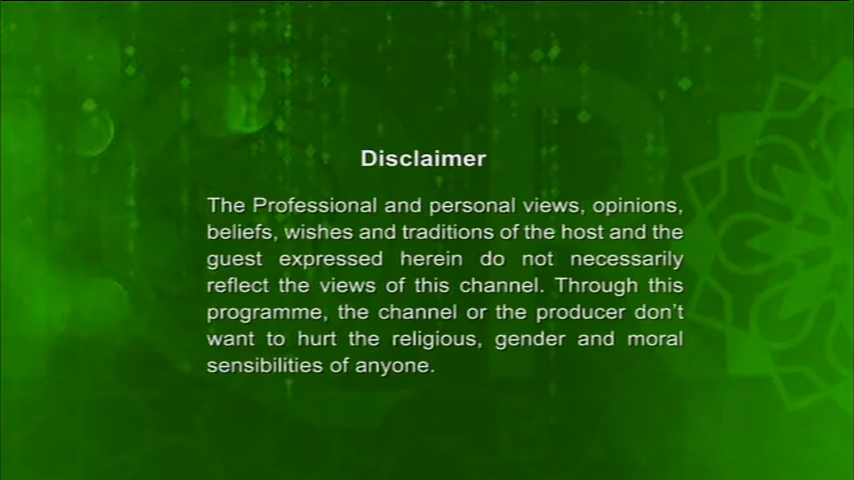 Disclaimer
The Professional and personal views, opinions,
beliefs, wishes and traditions of the host and the
guest expressed herein do not necessarily
reflect the views of this channel. Through this
programme, the channel or the producer don't
want to hurt the religious, gender and moral
sensibilities of anyone.